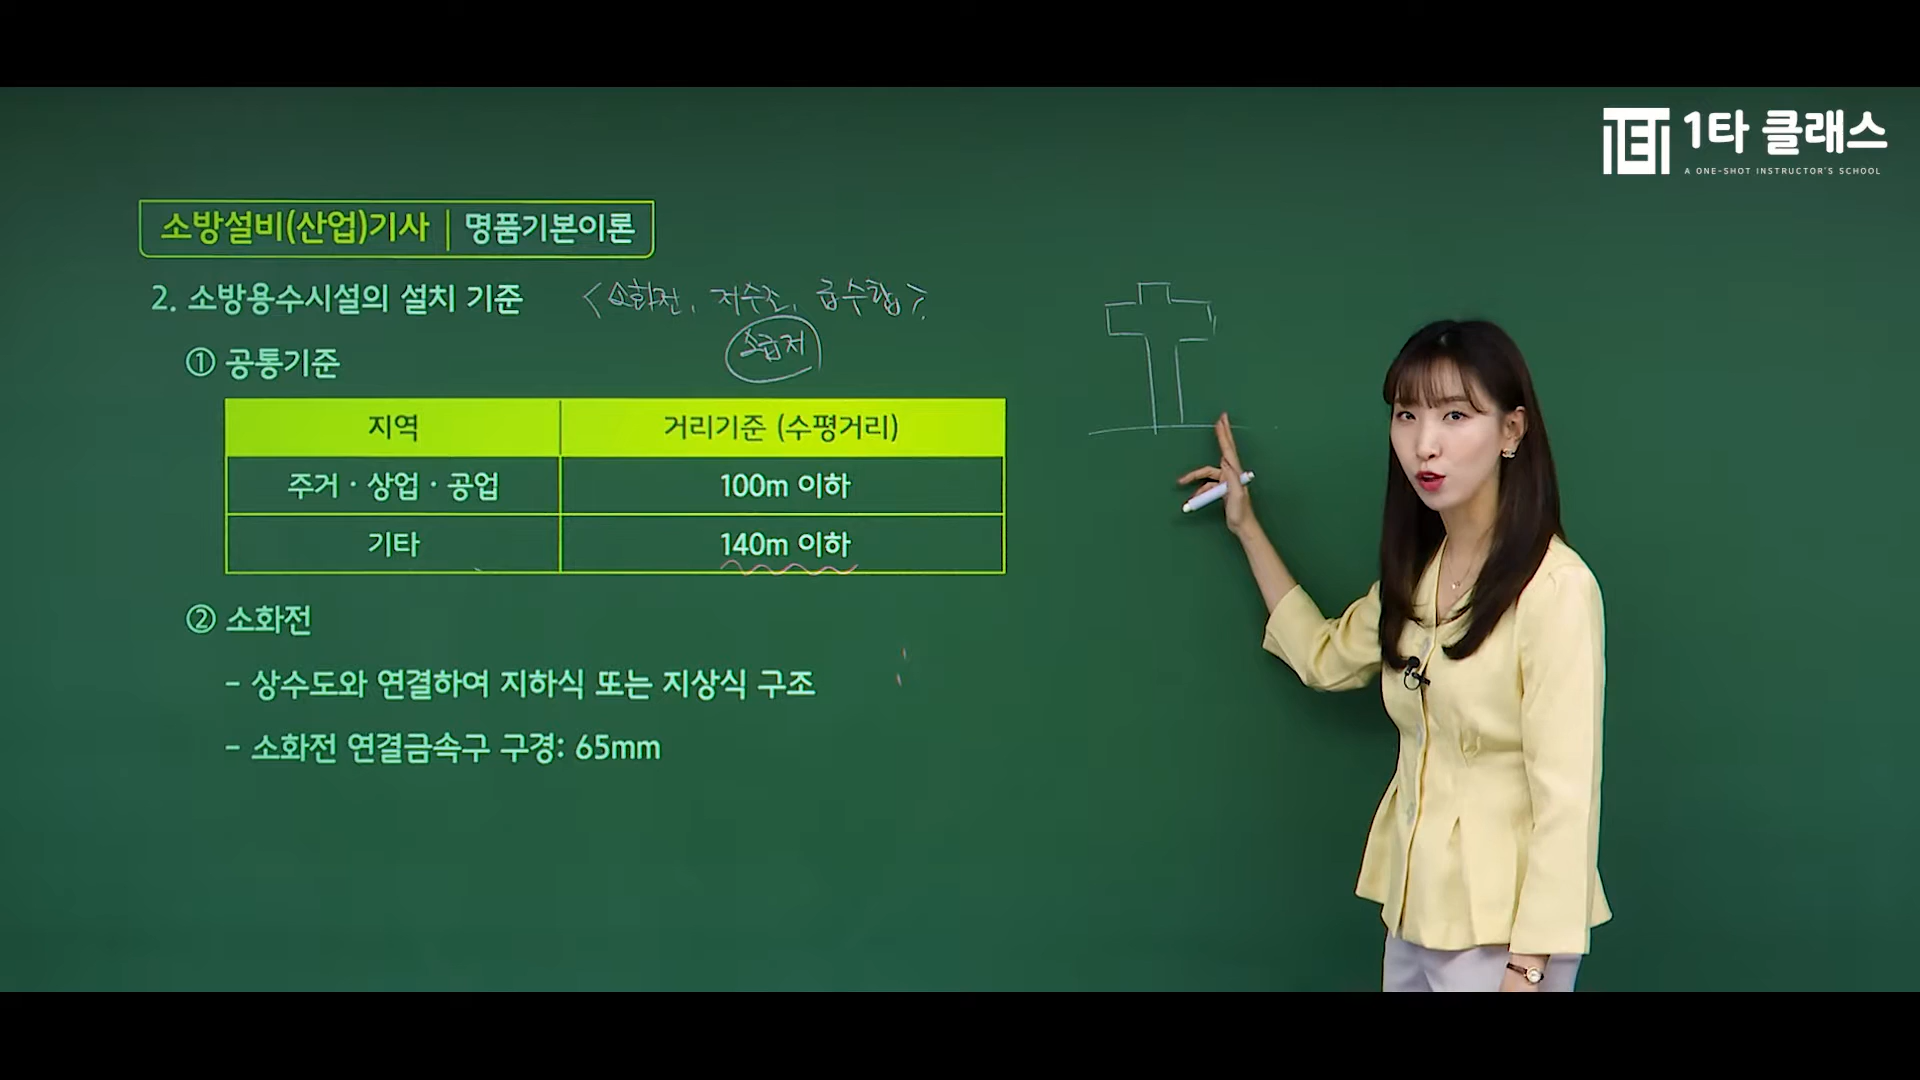 1타 클래스
A ONE-SHOT INSTRUCTOR'S SCHOOL
소방설비(산업)기사 | 명품기본이론
2. 소방용수시설의 설치 기준 <소화전, 저수조, 급수탑>
소급저
① 공통기준
지역 거리기준 (수평거리)
주거 · 상업 · 공업 100m 이하
기타 140m 이하
② 소화전
- 상수도와 연결하여 지하식 또는 지상식 구조
- 소화전 연결금속구 구경: 65mm